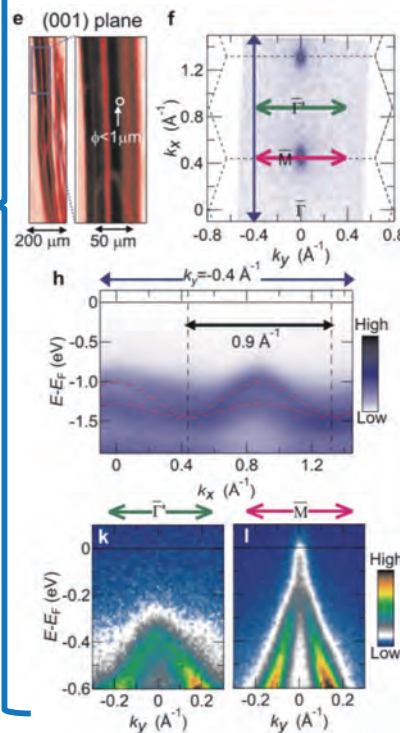 e (001) plane
ϕ<1μm
200 μm 50 μm
f
kx (Å⁻¹)
1.2
0.8
0.4
0
Γ̅'
M̅
Γ̅
-0.8 -0.4 0 0.4 0.8
ky (Å⁻¹)
h
ky=-0.4 Å⁻¹
0.9 Å⁻¹
E-EF (eV)
0
-0.5
-1.0
-1.5
0 0.4 0.8 1.2
kx (Å⁻¹)
High
Low
Γ̅' M̅
k l
E-EF (eV)
0
-0.2
-0.4
-0.6
-0.2 0 0.2
ky (Å⁻¹)
-0.2 0 0.2
ky (Å⁻¹)
High
Low